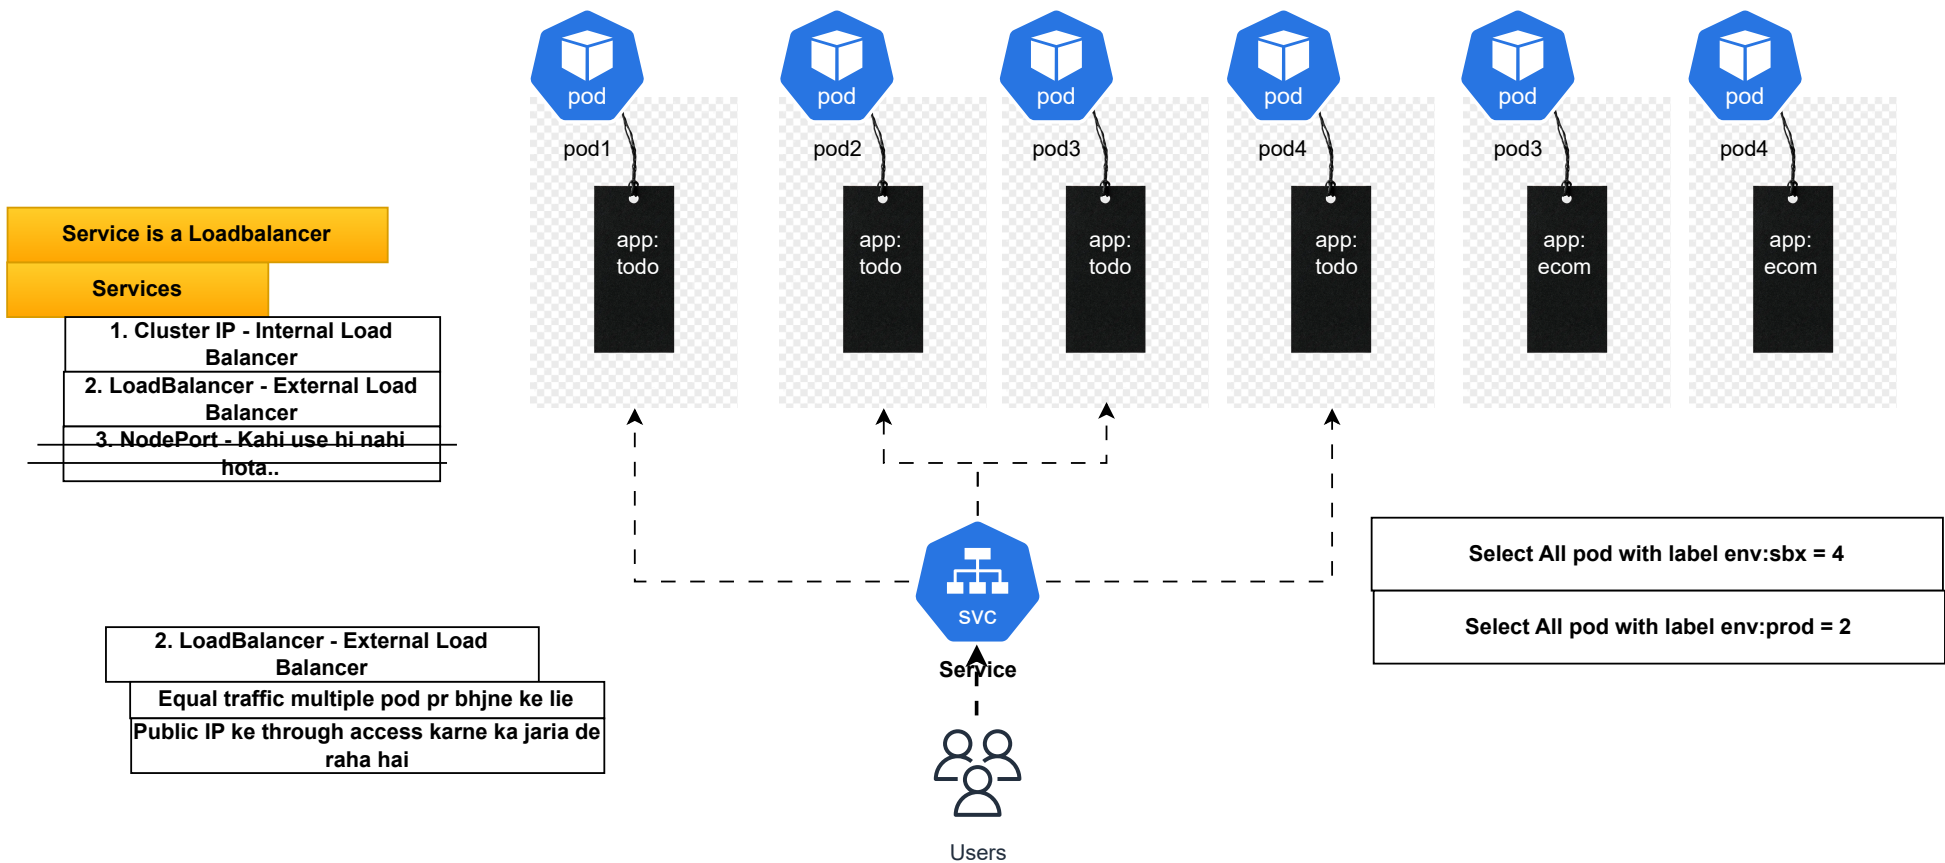 pod
pod
pod
pod
pod
pod
pod1
pod2
pod3
pod4
pod3
pod4
app:
todo
app:
todo
app:
todo
app:
todo
app:
ecom
app:
ecom
Service is a Loadbalancer
Services
1. Cluster IP - Internal Load
Balancer
2. LoadBalancer - External Load
Balancer
3. NodePort - Kahi use hi nahi
hota..
svc
Service
Users
Select All pod with label env:sbx = 4
Select All pod with label env:prod = 2
2. LoadBalancer - External Load
Balancer
Equal traffic multiple pod pr bhjne ke lie
Public IP ke through access karne ka jaria de
raha hai